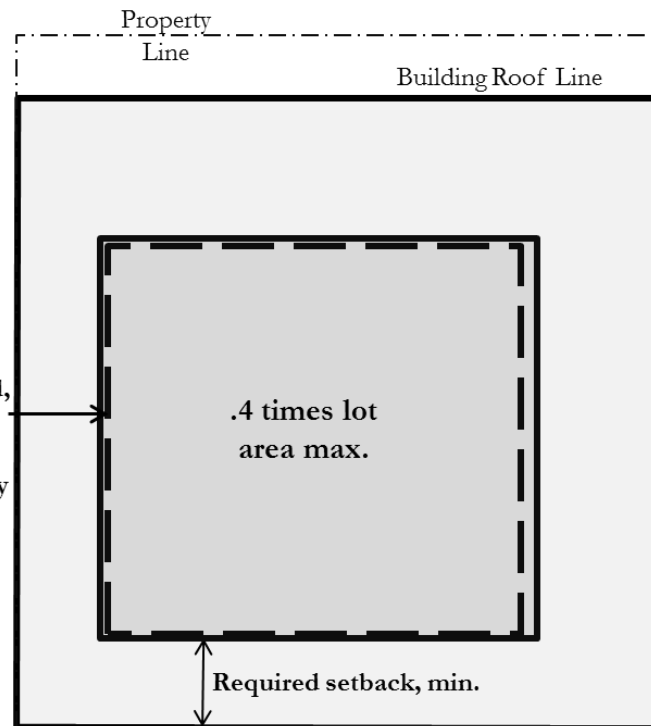 Property
Line
Building Roof Line
.4 times lot
area max.
Required setback, min.